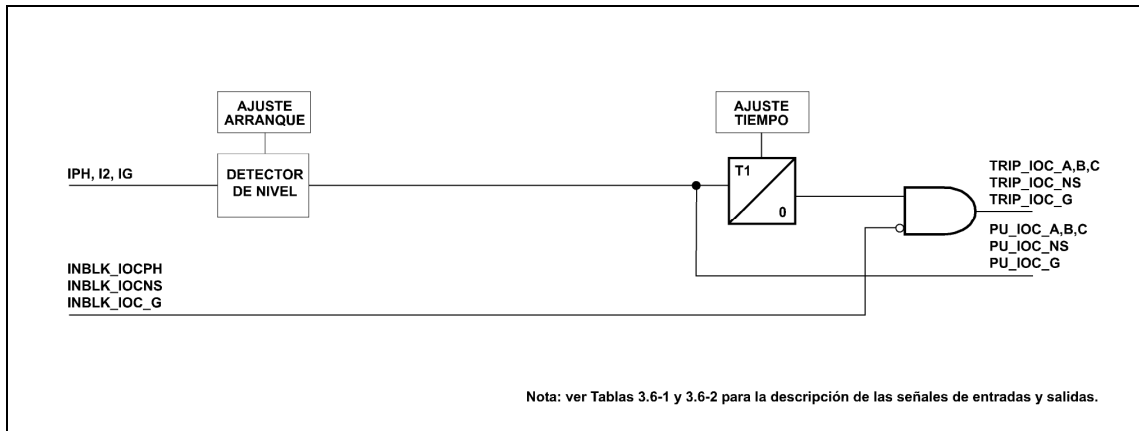 AJUSTE
ARRANQUE
AJUSTE
TIEMPO
IPH, I2, IG
DETECTOR
DE NIVEL
T1
0
TRIP_IOC_A,B,C
TRIP_IOC_NS
TRIP_IOC_G
PU_IOC_A,B,C
PU_IOC_NS
PU_IOC_G
INBLK_IOCPH
INBLK_IOCNS
INBLK_IOC_G
Nota: ver Tablas 3.6-1 y 3.6-2 para la descripción de las señales de entradas y salidas.